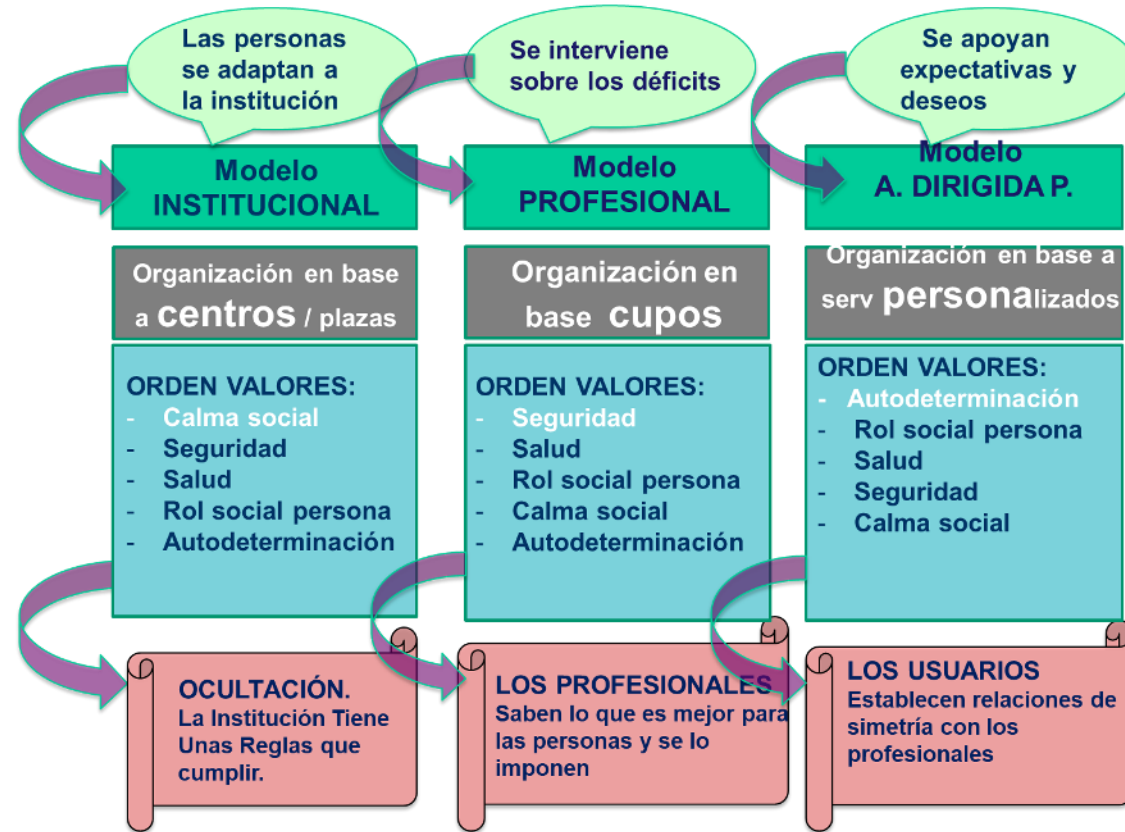 Las personas
se adaptan a
la institución
Modelo
INSTITUCIONAL
Organización en base
a centros / plazas
ORDEN VALORES:
- Calma social
- Seguridad
- Salud
- Rol social persona
- Autodeterminación
OCULTACIÓN.
La Institución Tiene
Unas Reglas que
cumplir.
Se interviene
sobre los déficits
Modelo
PROFESIONAL
Organización en
base cupos
ORDEN VALORES:
- Seguridad
- Salud
- Rol social persona
- Calma social
- Autodeterminación
LOS PROFESIONALES
Saben lo que es mejor para
las personas y se lo
imponen
Se apoyan
expectativas y
deseos
Modelo
A. DIRIGIDA P.
Organización en base a
serv personalizados
ORDEN VALORES:
- Autodeterminación
- Rol social persona
- Salud
- Seguridad
- Calma social
LOS USUARIOS
Establecen relaciones de
simetría con los
profesionales